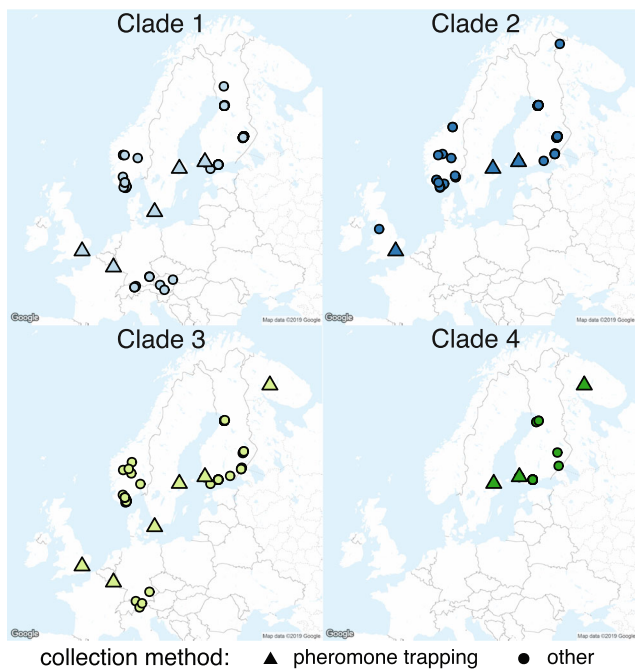 Clade 1
Clade 2
Google
Map data ©2019 Google
Google
Map data ©2019 Google
Clade 3
Clade 4
Google
Map data ©2019 Google
Google
Map data ©2019 Google
collection method: pheromone trapping other